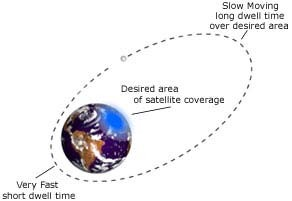 Slow Moving
long dwell time
over desired area
Desired area
of satellite coverage
Very Fast
short dwell time